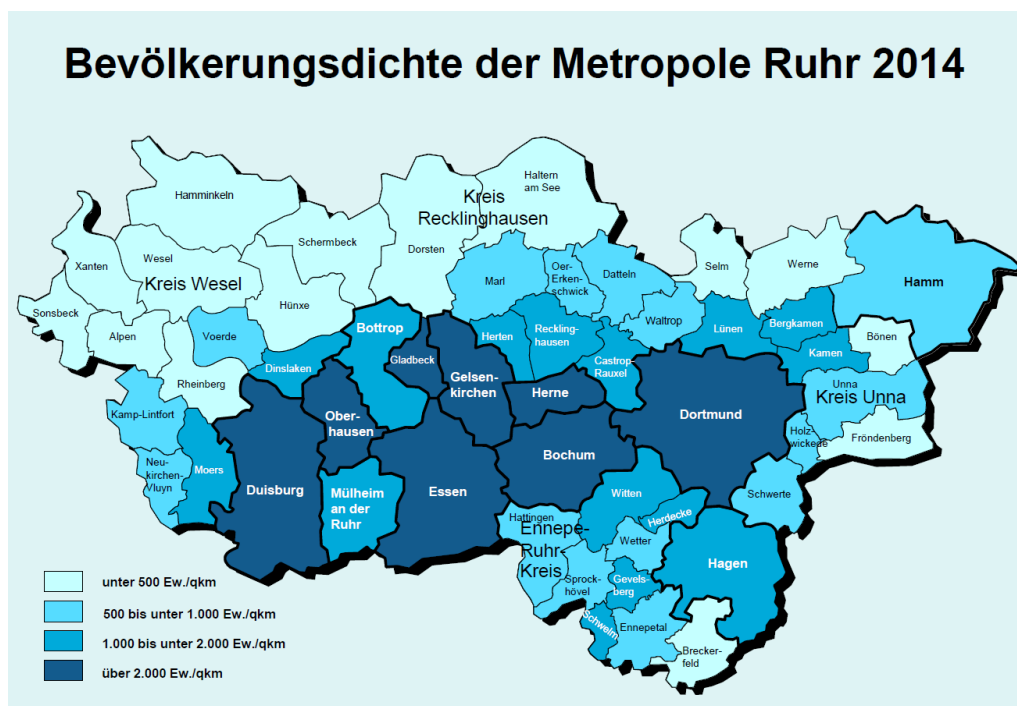 Bevölkerungsdichte der Metropole Ruhr 2014
Hamminkeln
Haltern
am See
Kreis
Recklinghausen
Schermbeck
Dorsten
Xanten
Wesel
Kreis Wesel
Hünxe
Marl
Oer-
Erken-
schwick
Datteln
Selm
Werne
Hamm
Sonsbeck
Alpen
Voerde
Bottrop
Herten
Reckling-
hausen
Waltrop
Lünen
Bergkamen
Bönen
Kamen
Rheinberg
Dinslaken
Gladbeck
Gelsen-
kirchen
Castrop-
Rauxel
Herne
Dortmund
Unna
Kreis Unna
Kamp-Lintfort
Ober-
hausen
Holz-
wickede
Fröndenberg
Neu-
kirchen-
Vluyn
Moers
Duisburg
Mülheim
an der
Ruhr
Essen
Bochum
Witten
Schwerte
Herdecke
Hattingen
Ennepe-
Ruhr-
Kreis
Wetter
Hagen
Sprock-
hövel
Gevels-
berg
Schwelm
Ennepetal
Brecker-
feld
unter 500 Ew./qkm
500 bis unter 1.000 Ew./qkm
1.000 bis unter 2.000 Ew./qkm
über 2.000 Ew./qkm